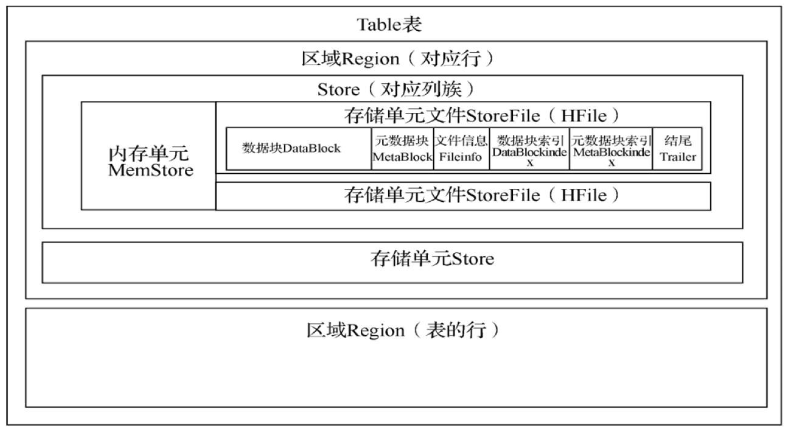 Table表
区域Region（对应行）
Store（对应列族）
内存单元
MemStore
存储单元文件StoreFile（HFile）
数据块DataBlock
元数据块
MetaBlock
文件信息
Fileinfo
数据块索引
DataBlockinde
x
元数据块索引
MetaBlockinde
x
结尾
Trailer
存储单元文件StoreFile（HFile）
存储单元Store
区域Region（表的行）